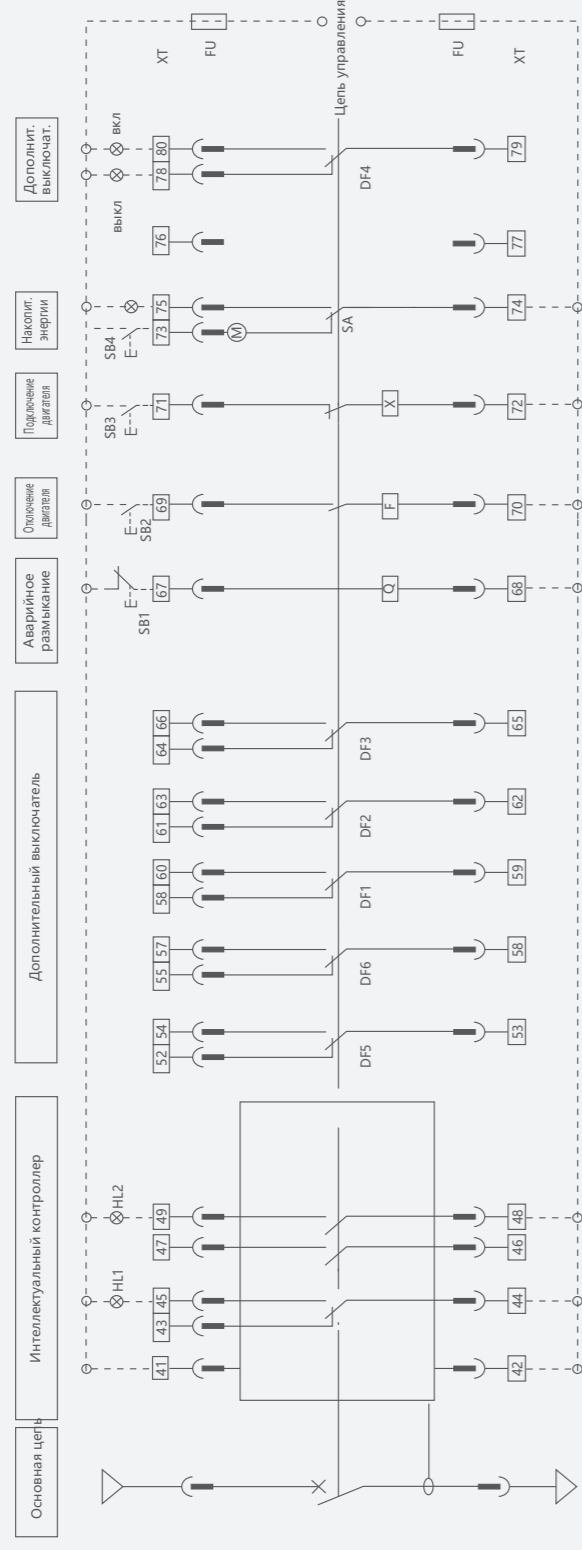 Основная цепь
Интеллектуальный контроллер
Дополнительный выключатель
Аварийное
размыкание
Отключение
двигателя
Подключение
двигателя
Накопит.
энергии
Дополнит.
выключат.
HL1
HL2
SB1
SB2
SB3
SB4
выкл
вкл
41
43
45
47
49
52
54
55
57
58
60
61
63
64
66
67
69
71
73
75
76
78
80
XT
FU
M
Цепь управления
DF5
DF6
DF1
DF2
DF3
SA
DF4
Q
F
X
42
44
46
48
53
58
59
62
65
68
70
72
74
77
79
XT
FU